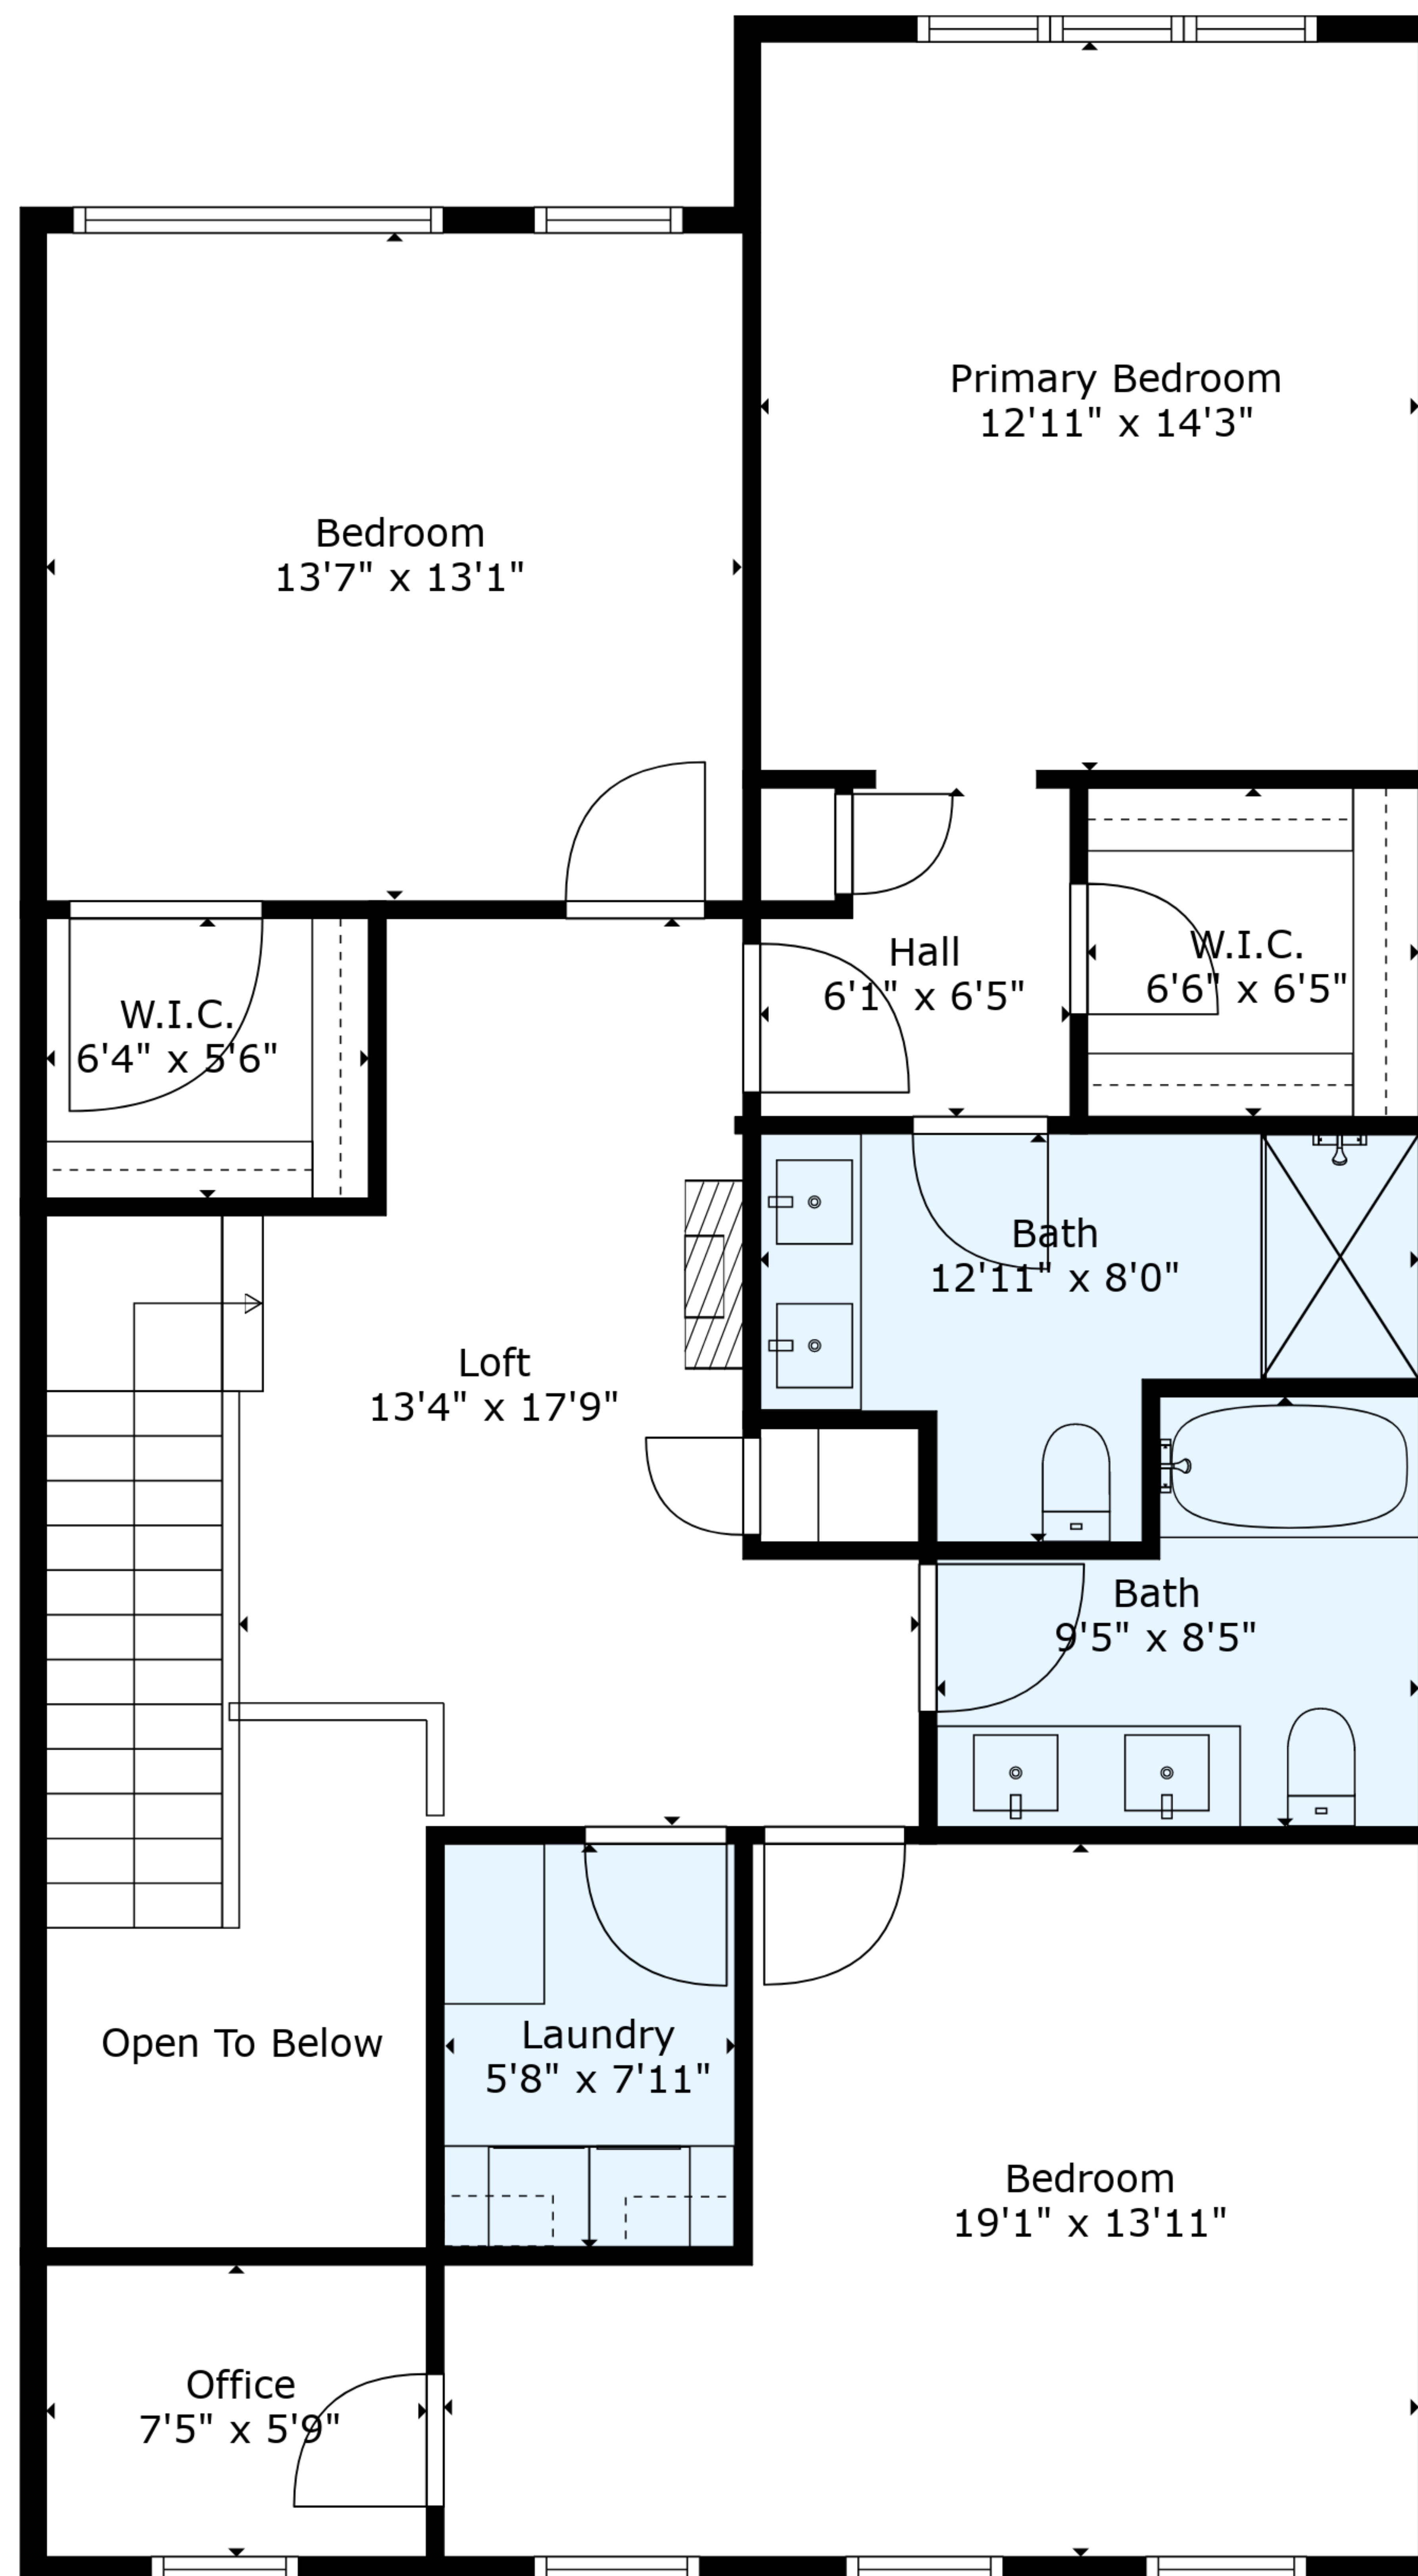 Primary Bedroom
12'11" x 14'3"
Bedroom
13'7" x 13'1"
Hall
6'1" x 6'5"
W.I.C.
6'6" x 6'5"
W.I.C.
6'4" x 5'6"
Bath
12'11" x 8'0"
Loft
13'4" x 17'9"
Bath
9'5" x 8'5"
Open To Below
Laundry
5'8" x 7'11"
Bedroom
19'1" x 13'11"
Office
7'5" x 5'9"